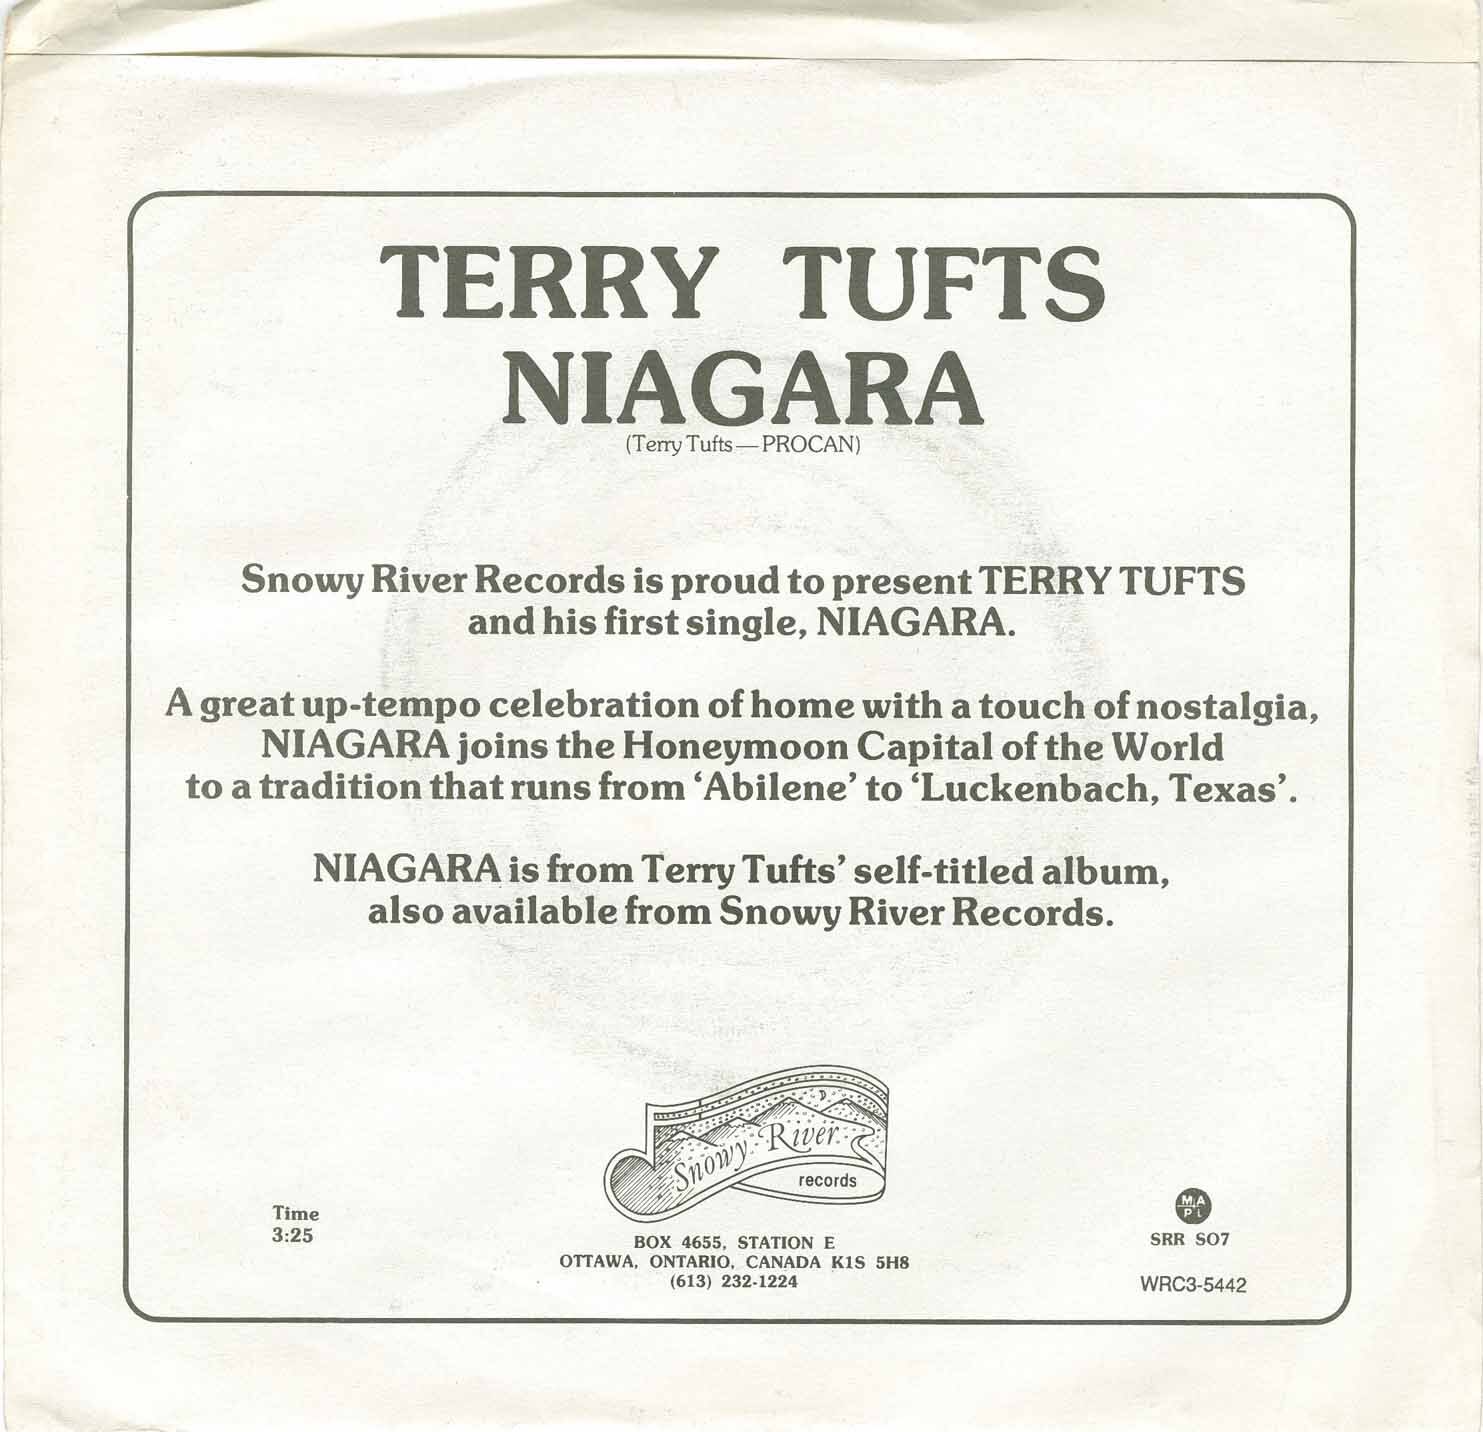 TERRY TUFTS
NIAGARA
(Terry Tufts — PROCAN)
Snowy River Records is proud to present TERRY TUFTS
and his first single, NIAGARA.
A great up-tempo celebration of home with a touch of nostalgia,
NIAGARA joins the Honeymoon Capital of the World
to a tradition that runs from ‘Abilene’ to ‘Luckenbach, Texas’.
NIAGARA is from Terry Tufts’ self-titled album,
also available from Snowy River Records.
Snowy River
records
Time
3:25
BOX 4655, STATION E
OTTAWA, ONTARIO, CANADA K1S 5H8
(613) 232-1224
M A
P L
SRR SO7
WRC3-5442